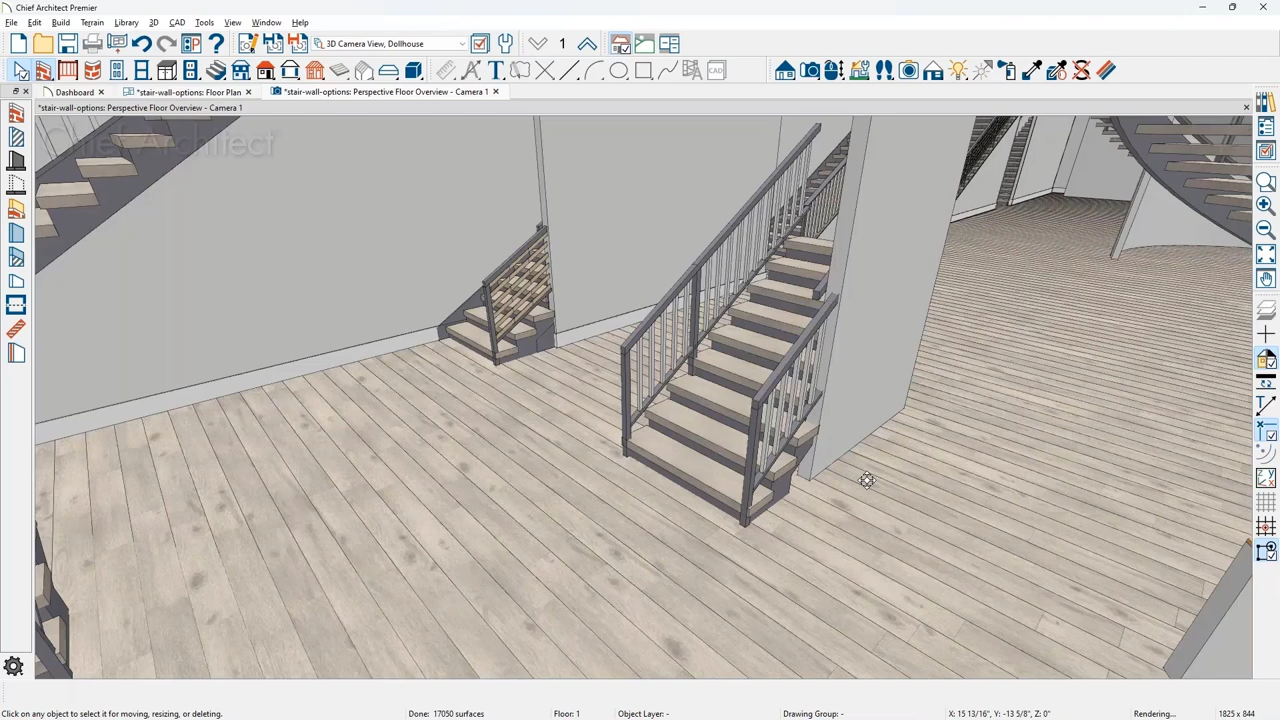 Chief Architect Premier
File Edit Build Terrain Library 3D CAD Tools View Window Help
3D Camera View, Dollhouse
1
CAD
Dashboard
*stair-wall-options: Floor Plan
*stair-wall-options: Perspective Floor Overview - Camera 1
*stair-wall-options: Perspective Floor Overview - Camera 1
Chief Architect
Click on any object to select it for moving, resizing, or deleting.
Done: 17050 surfaces
Floor: 1
Object Layer: -
Drawing Group: -
X: 15 13/16", Y: -13 5/8", Z: 0"
Rendering...
1825 x 844